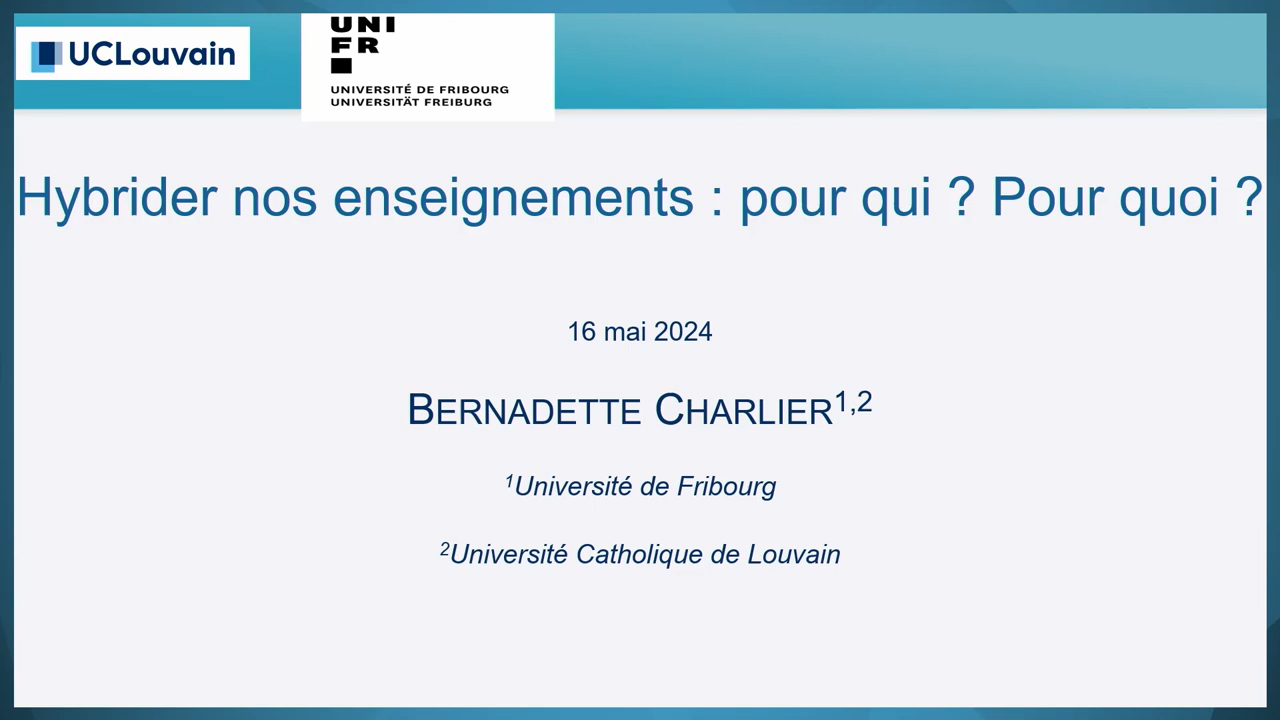 UCLouvain
UNI
FR
UNIVERSITÉ DE FRIBOURG
UNIVERSITÄT FREIBURG
Hybrider nos enseignements : pour qui ? Pour quoi ?
16 mai 2024
BERNADETTE CHARLIER1,2
1Université de Fribourg
2Université Catholique de Louvain